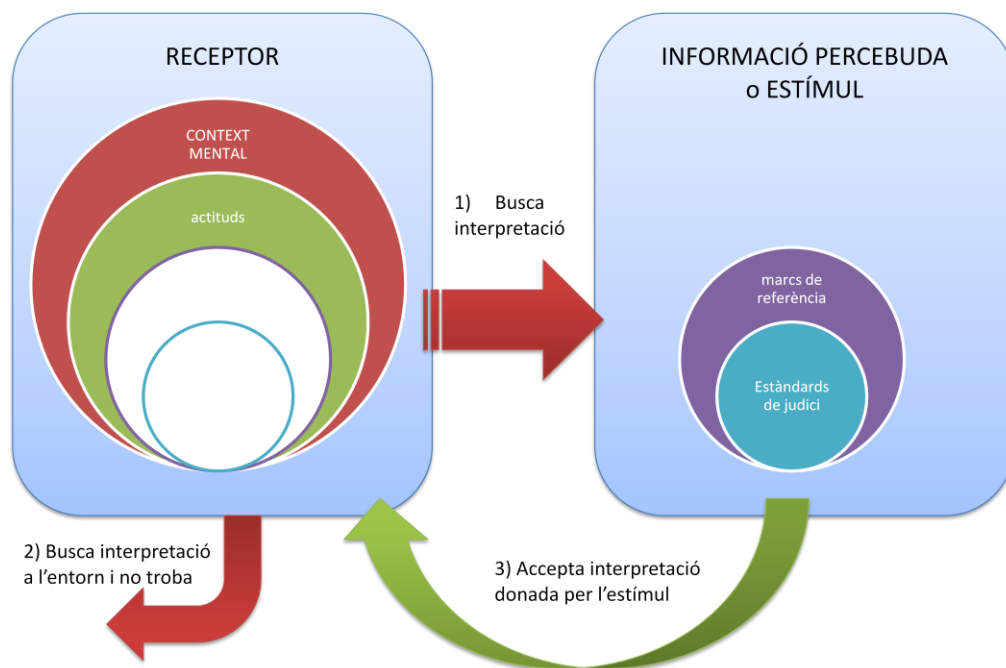 RECEPTOR
CONTEXT
MENTAL
actituds
1) Busca
interpretació
INFORMACIÓ PERCEBUDA
o ESTÍMUL
marcs de
referència
Estàndards
de judici
2) Busca interpretació
a l'entorn i no troba
3) Accepta interpretació
donada per l'estímul